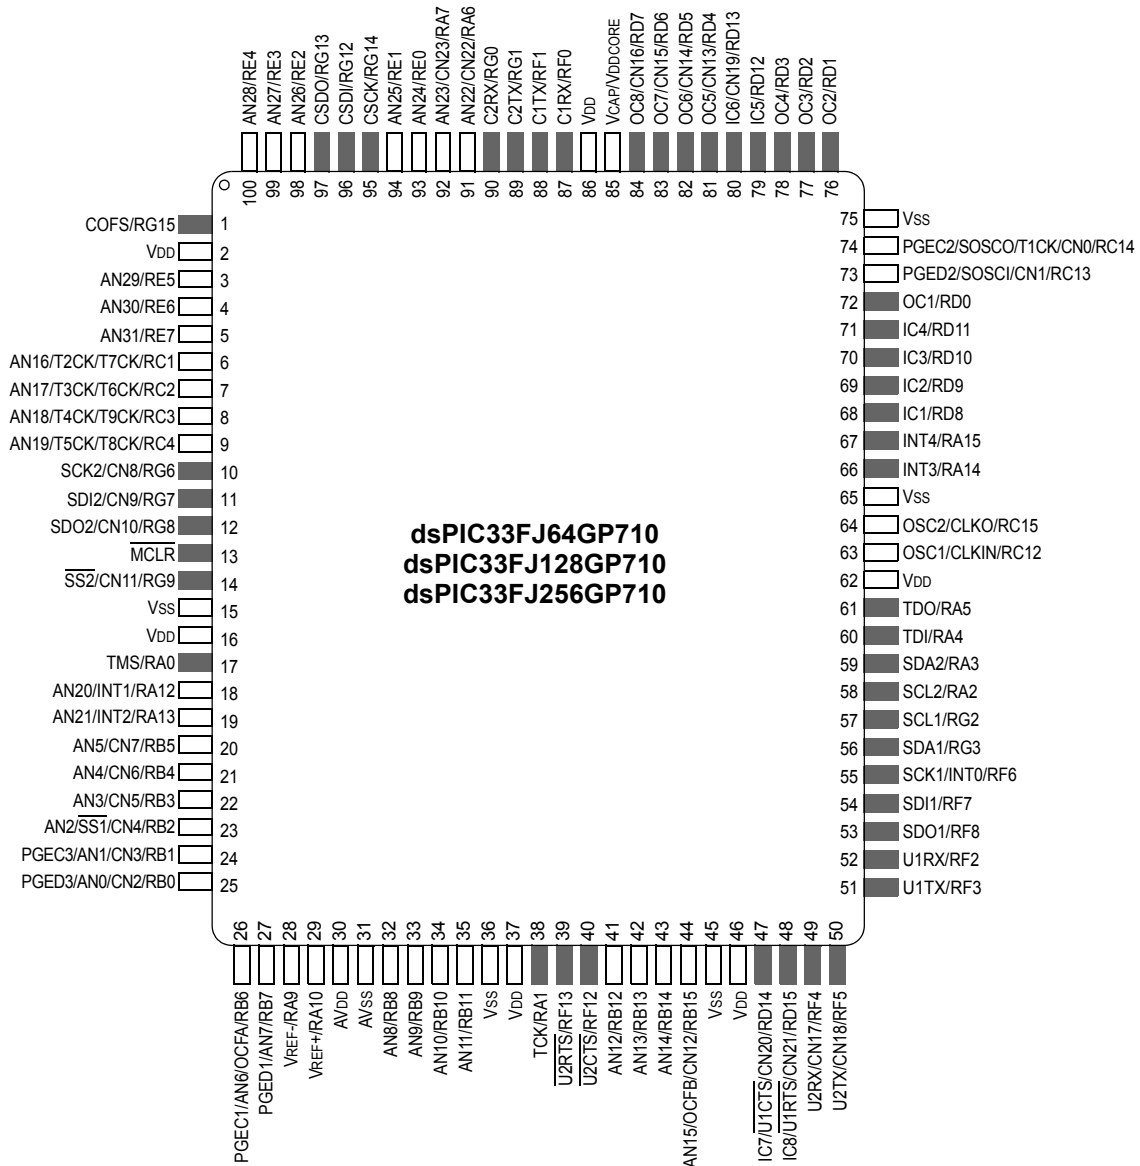 AN28/RE4
AN27/RE3
AN26/RE2
CSDO/RG13
CSDI/RG12
CSCK/RG14
AN25/RE1
AN24/RE0
AN23/CN23/RA7
AN22/CN22/RA6
C2RX/RG0
C2TX/RG1
C1TX/RF1
C1RX/RF0
VDD
VCAP/VDDCORE
OC8/CN16/RD7
OC7/CN15/RD6
OC6/CN14/RD5
OC5/CN13/RD4
IC6/CN19/RD13
IC5/RD12
OC4/RD3
OC3/RD2
OC2/RD1
100
99
98
97
96
95
94
93
92
91
90
89
88
87
86
85
84
83
82
81
80
79
78
77
76
COFS/RG15 1
VDD 2
AN29/RE5 3
AN30/RE6 4
AN31/RE7 5
AN16/T2CK/T7CK/RC1 6
AN17/T3CK/T6CK/RC2 7
AN18/T4CK/T9CK/RC3 8
AN19/T5CK/T8CK/RC4 9
SCK2/CN8/RG6 10
SDI2/CN9/RG7 11
SDO2/CN10/RG8 12
MCLR 13
SS2/CN11/RG9 14
VSS 15
VDD 16
TMS/RA0 17
AN20/INT1/RA12 18
AN21/INT2/RA13 19
AN5/CN7/RB5 20
AN4/CN6/RB4 21
AN3/CN5/RB3 22
AN2/SS1/CN4/RB2 23
PGEC3/AN1/CN3/RB1 24
PGED3/AN0/CN2/RB0 25
dsPIC33FJ64GP710
dsPIC33FJ128GP710
dsPIC33FJ256GP710
75 VSS
74 PGEC2/SOSCO/T1CK/CN0/RC14
73 PGED2/SOSCI/CN1/RC13
72 OC1/RD0
71 IC4/RD11
70 IC3/RD10
69 IC2/RD9
68 IC1/RD8
67 INT4/RA15
66 INT3/RA14
65 VSS
64 OSC2/CLKO/RC15
63 OSC1/CLKIN/RC12
62 VDD
61 TDO/RA5
60 TDI/RA4
59 SDA2/RA3
58 SCL2/RA2
57 SCL1/RG2
56 SDA1/RG3
55 SCK1/INT0/RF6
54 SDI1/RF7
53 SDO1/RF8
52 U1RX/RF2
51 U1TX/RF3
26
27
28
29
30
31
32
33
34
35
36
37
38
39
40
41
42
43
44
45
46
47
48
49
50
PGEC1/AN6/OCFA/RB6
PGED1/AN7/RB7
VREF-/RA9
VREF+/RA10
AVDD
AVSS
AN8/RB8
AN9/RB9
AN10/RB10
AN11/RB11
VSS
VDD
TCK/RA1
U2RTS/RF13
U2CTS/RF12
AN12/RB12
AN13/RB13
AN14/RB14
AN15/OCFB/CN12/RB15
VSS
VDD
IC7/U1CTS/CN20/RD14
IC8/U1RTS/CN21/RD15
U2RX/CN17/RF4
U2TX/CN18/RF5